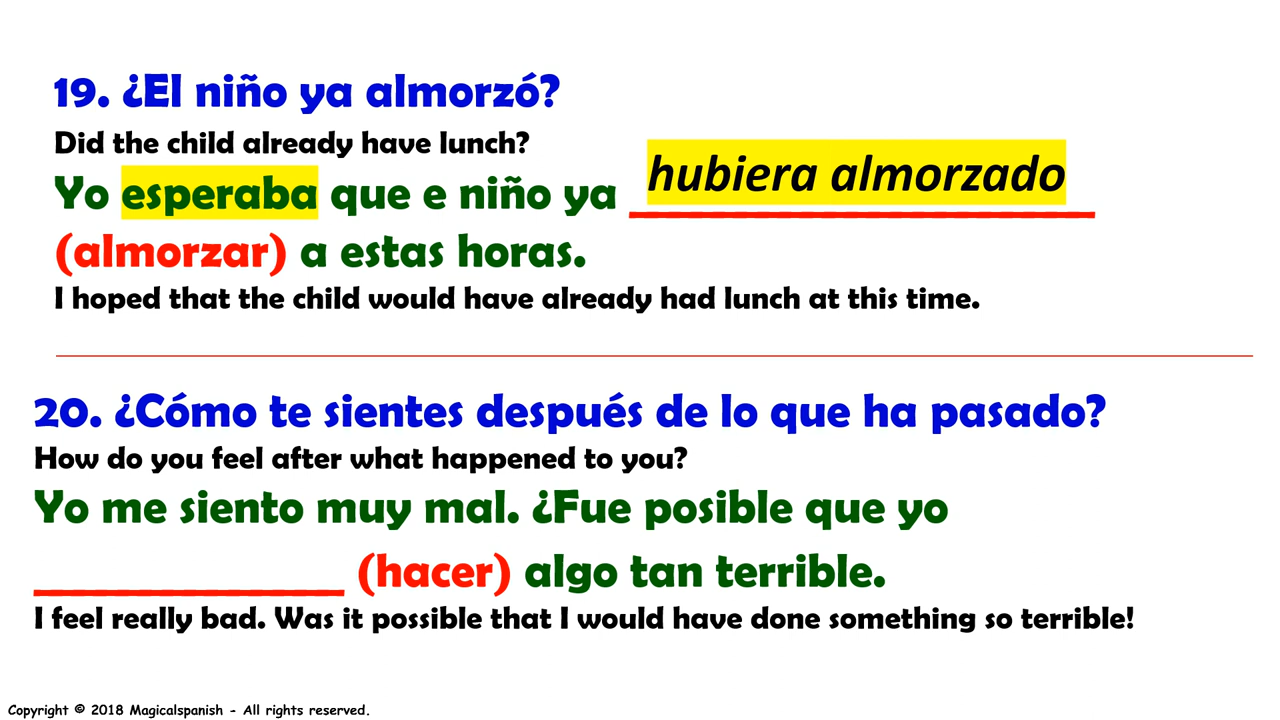 19. ¿El niño ya almorzó?
Did the child already have lunch?
Yo esperaba que e niño ya hubiera almorzado
(almorzar) a estas horas.
I hoped that the child would have already had lunch at this time.
20. ¿Cómo te sientes después de lo que ha pasado?
How do you feel after what happened to you?
Yo me siento muy mal. ¿Fue posible que yo
______________ (hacer) algo tan terrible.
I feel really bad. Was it possible that I would have done something so terrible!
Copyright © 2018 Magicalspanish - All rights reserved.